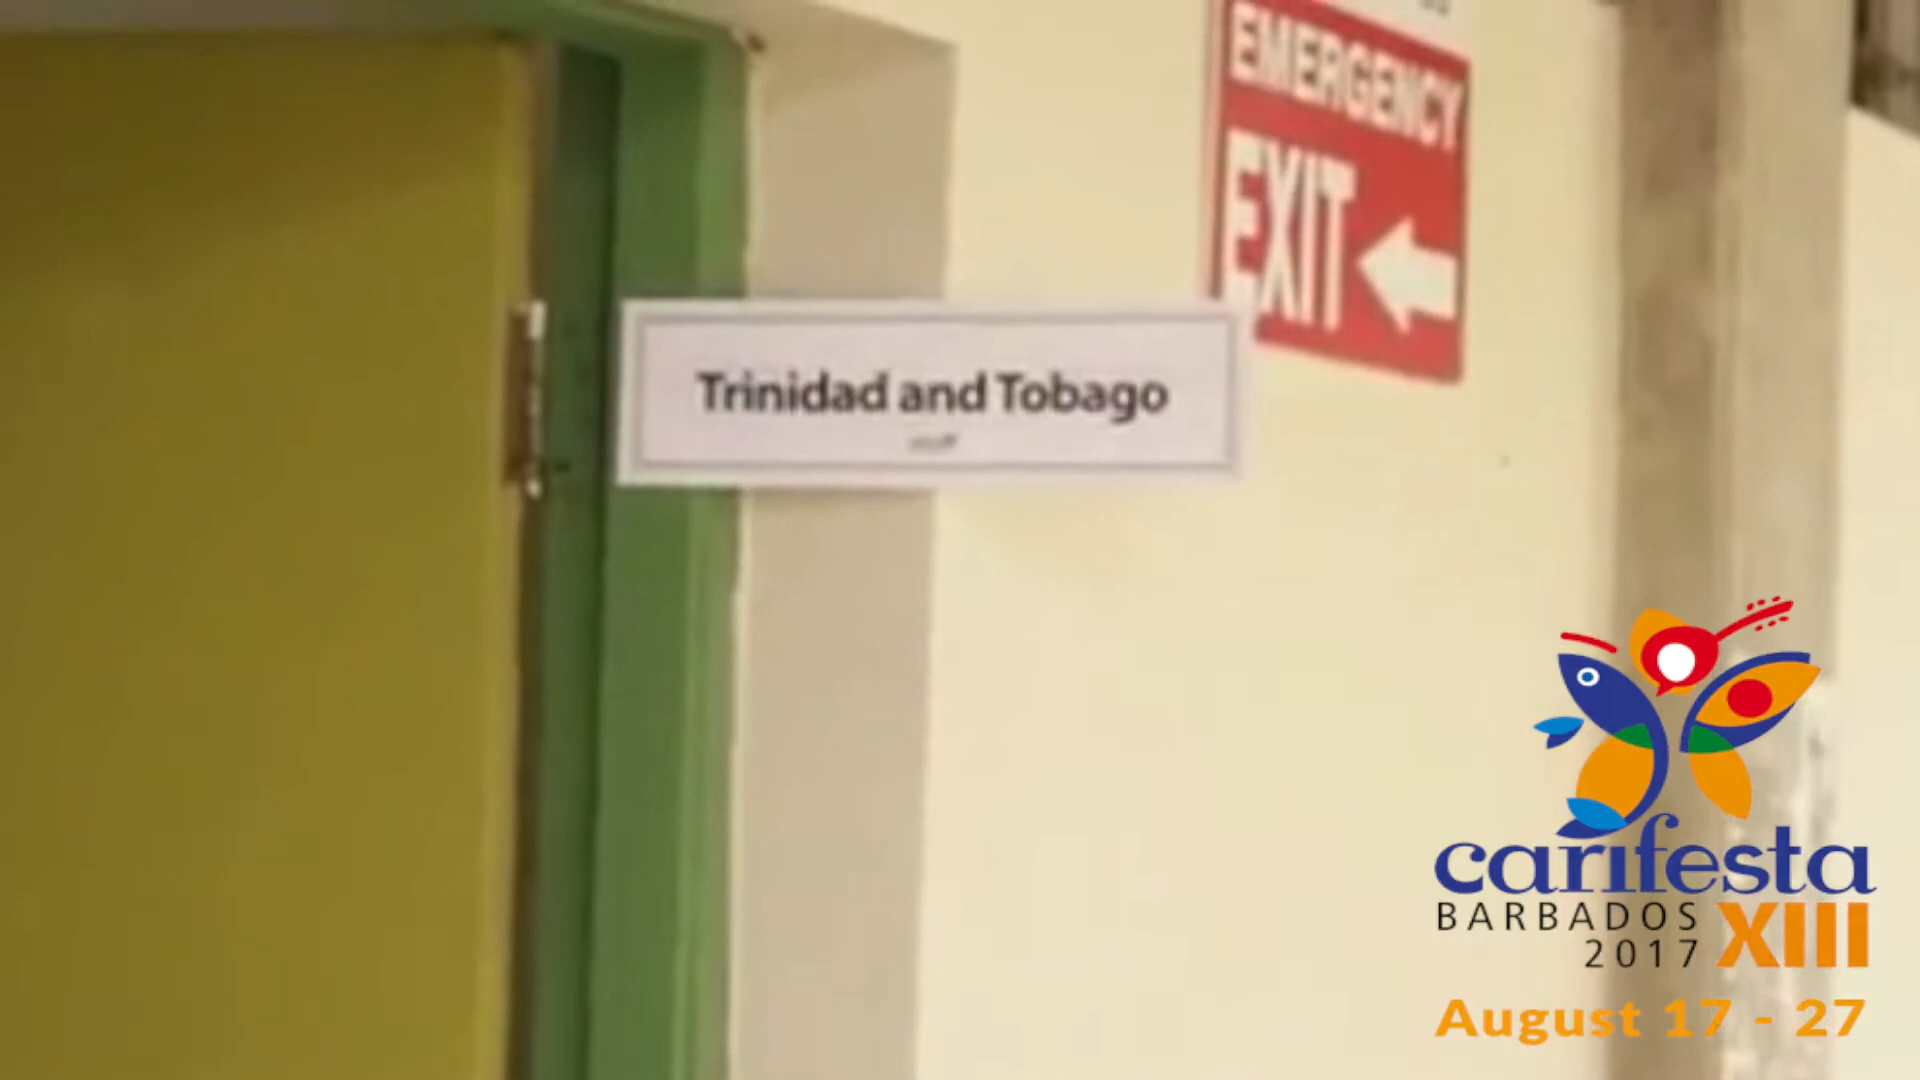 EMERGENCY
EXIT
Trinidad and Tobago
carifesta
BARBADOS
2017 XIII
August 17 - 27